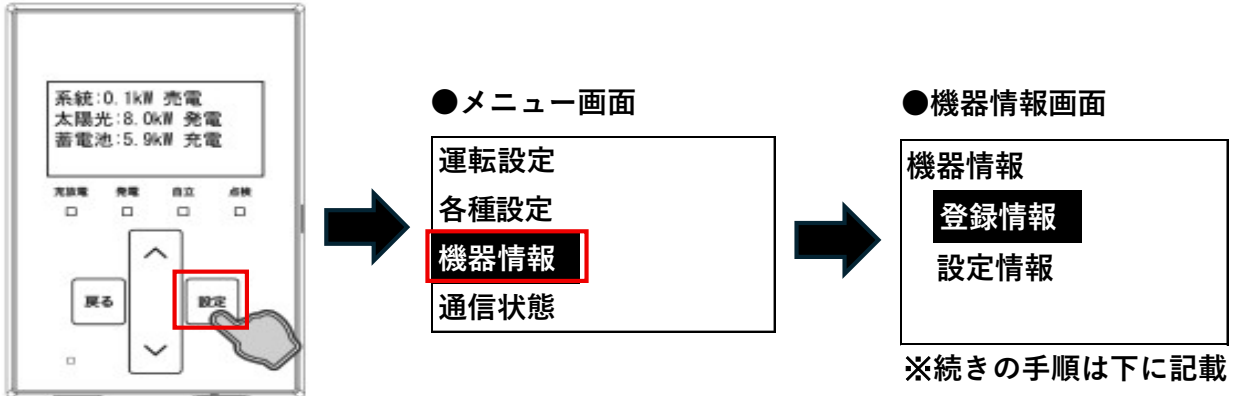 系統:0.1kW 売電
太陽光:8.0kW 発電
蓄電池:5.9kW 充電
充放電 発電 自立 点検
戻る
設定
●メニュー画面
運転設定
各種設定
機器情報
通信状態
●機器情報画面
機器情報
登録情報
設定情報
※続きの手順は下に記載